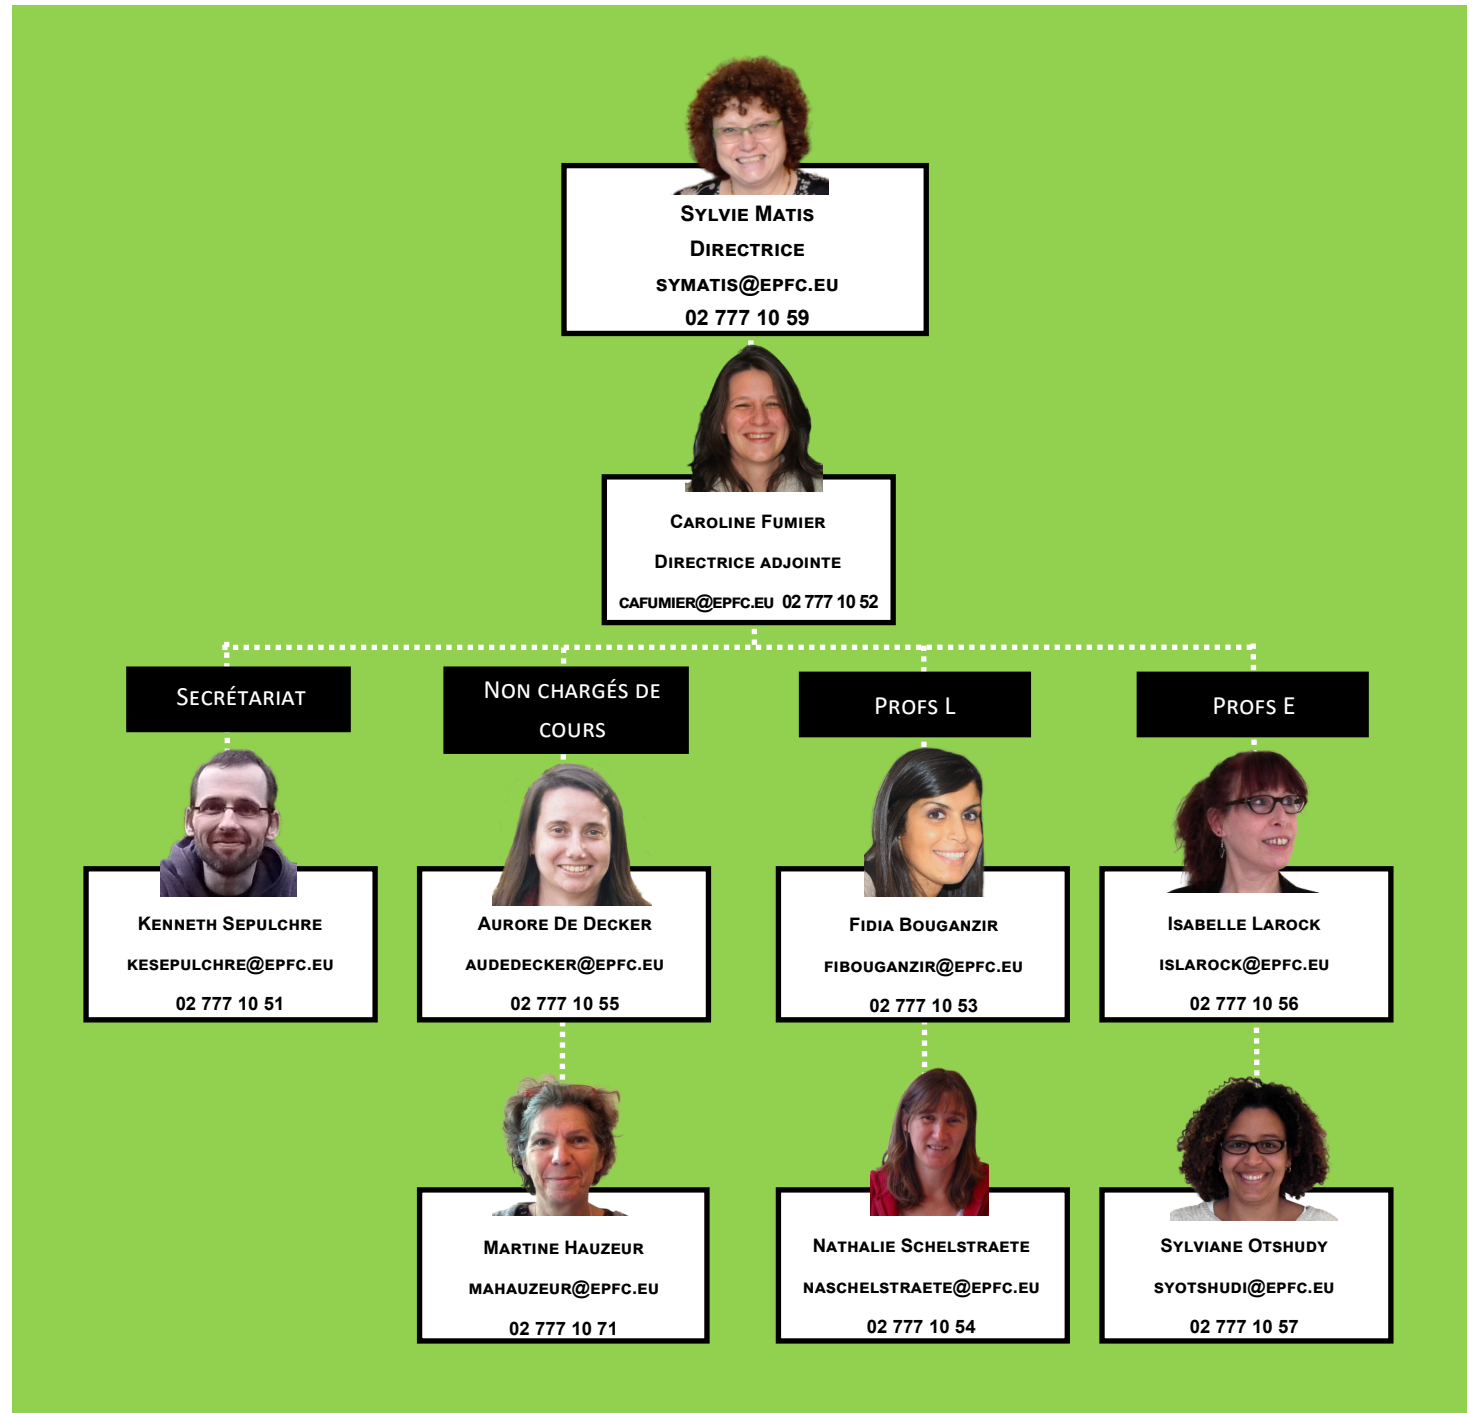 Sylvie Matis
Directrice
symatis@epfc.eu
02 777 10 59
Caroline Fumier
Directrice adjointe
cafumier@epfc.eu 02 777 10 52
Secrétariat
Non chargés de
cours
Profs L
Profs E
Kenneth Sepulchre
kesepulchre@epfc.eu
02 777 10 51
Aurore De Decker
audedecker@epfc.eu
02 777 10 55
Fidia Bouganzir
fibouganzir@epfc.eu
02 777 10 53
Isabelle Larock
islarock@epfc.eu
02 777 10 56
Martine Hauzeur
mahauzeur@epfc.eu
02 777 10 71
Nathalie Schelstraete
naschelstraete@epfc.eu
02 777 10 54
Sylviane Otshudy
syotshudi@epfc.eu
02 777 10 57